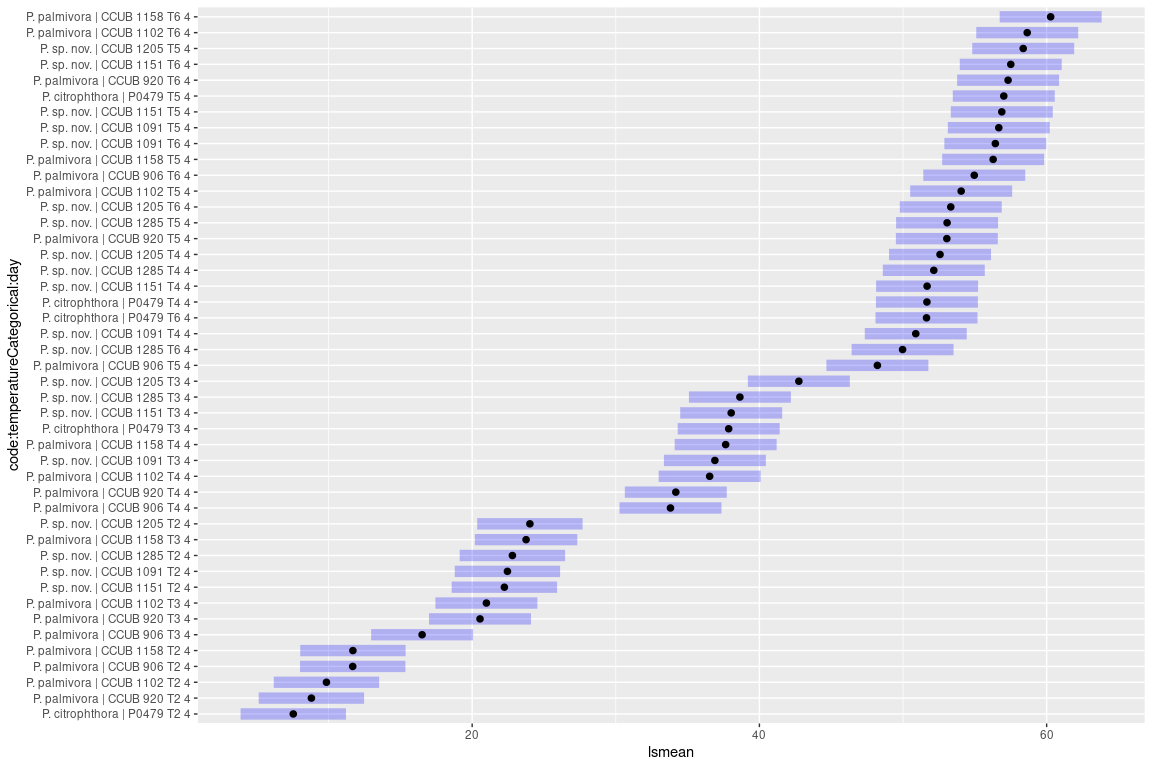 P. palmivora | CCUB 1158 T6 4
P. palmivora | CCUB 1102 T6 4
P. sp. nov. | CCUB 1205 T5 4
P. sp. nov. | CCUB 1151 T6 4
P. palmivora | CCUB 920 T6 4
P. citrophthora | P0479 T5 4
P. sp. nov. | CCUB 1151 T5 4
P. sp. nov. | CCUB 1091 T5 4
P. sp. nov. | CCUB 1091 T6 4
P. palmivora | CCUB 1158 T5 4
P. palmivora | CCUB 906 T6 4
P. palmivora | CCUB 1102 T5 4
P. sp. nov. | CCUB 1205 T6 4
P. sp. nov. | CCUB 1285 T5 4
P. palmivora | CCUB 920 T5 4
P. sp. nov. | CCUB 1205 T4 4
P. sp. nov. | CCUB 1285 T4 4
P. sp. nov. | CCUB 1151 T4 4
P. citrophthora | P0479 T4 4
P. citrophthora | P0479 T6 4
P. sp. nov. | CCUB 1091 T4 4
P. sp. nov. | CCUB 1285 T6 4
P. palmivora | CCUB 906 T5 4
P. sp. nov. | CCUB 1205 T3 4
P. sp. nov. | CCUB 1285 T3 4
P. sp. nov. | CCUB 1151 T3 4
P. citrophthora | P0479 T3 4
P. palmivora | CCUB 1158 T4 4
P. sp. nov. | CCUB 1091 T3 4
P. palmivora | CCUB 1102 T4 4
P. palmivora | CCUB 920 T4 4
P. palmivora | CCUB 906 T4 4
P. sp. nov. | CCUB 1205 T2 4
P. palmivora | CCUB 1158 T3 4
P. sp. nov. | CCUB 1285 T2 4
P. sp. nov. | CCUB 1091 T2 4
P. sp. nov. | CCUB 1151 T2 4
P. palmivora | CCUB 1102 T3 4
P. palmivora | CCUB 920 T3 4
P. palmivora | CCUB 906 T3 4
P. palmivora | CCUB 1158 T2 4
P. palmivora | CCUB 906 T2 4
P. palmivora | CCUB 1102 T2 4
P. palmivora | CCUB 920 T2 4
P. citrophthora | P0479 T2 4
code:temperatureCategorical:day
20 40 60
lsmean